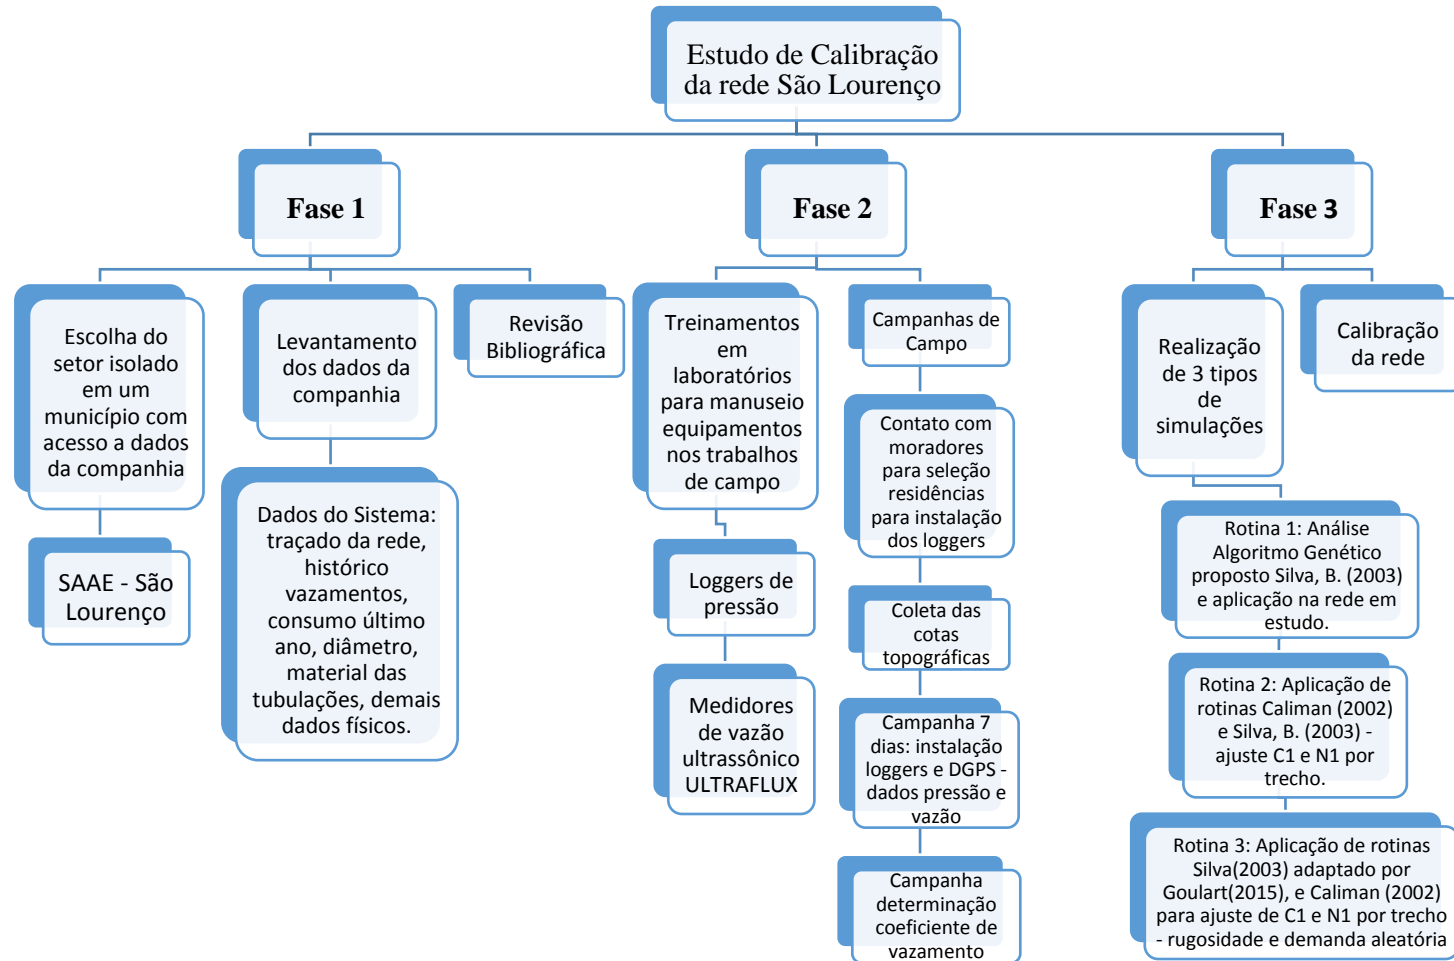 Estudo de Calibração
da rede São Lourenço
Fase 1
Fase 2
Fase 3
Escolha do
setor isolado
em um
município com
acesso a dados
da companhia
SAAE - São
Lourenço
Levantamento
dos dados da
companhia
Dados do Sistema:
traçado da rede,
histórico
vazamentos,
consumo último
ano, diâmetro,
material das
tubulações, demais
dados físicos.
Revisão
Bibliográfica
Treinamentos
em
laboratórios
para manuseio
equipamentos
nos trabalhos
de campo
Loggers de
pressão
Medidores
de vazão
ultrassônico
ULTRAFLUX
Campanhas de
Campo
Contato com
moradores
para seleção
residências
para instalação
dos loggers
Coleta das
cotas
topográficas
Campanha 7
dias: instalação
loggers e DGPS -
dados pressão e
vazão
Campanha
determinação
coeficiente de
vazamento
Realização
de 3 tipos
de
simulações
Rotina 1: Análise
Algoritmo Genético
proposto Silva, B. (2003)
e aplicação na rede em
estudo.
Rotina 2: Aplicação de
rotinas Caliman (2002)
e Silva, B. (2003) -
ajuste C1 e N1 por
trecho.
Rotina 3: Aplicação de rotinas
Silva(2003) adaptado por
Goulart(2015), e Caliman (2002)
para ajuste de C1 e N1 por trecho
- rugosidade e demanda aleatória
Calibração
da rede